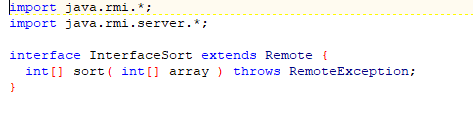 import java.rmi.*;
import java.rmi.server.*;
interface InterfaceSort extends Remote {
int[] sort( int[] array ) throws RemoteException;
}